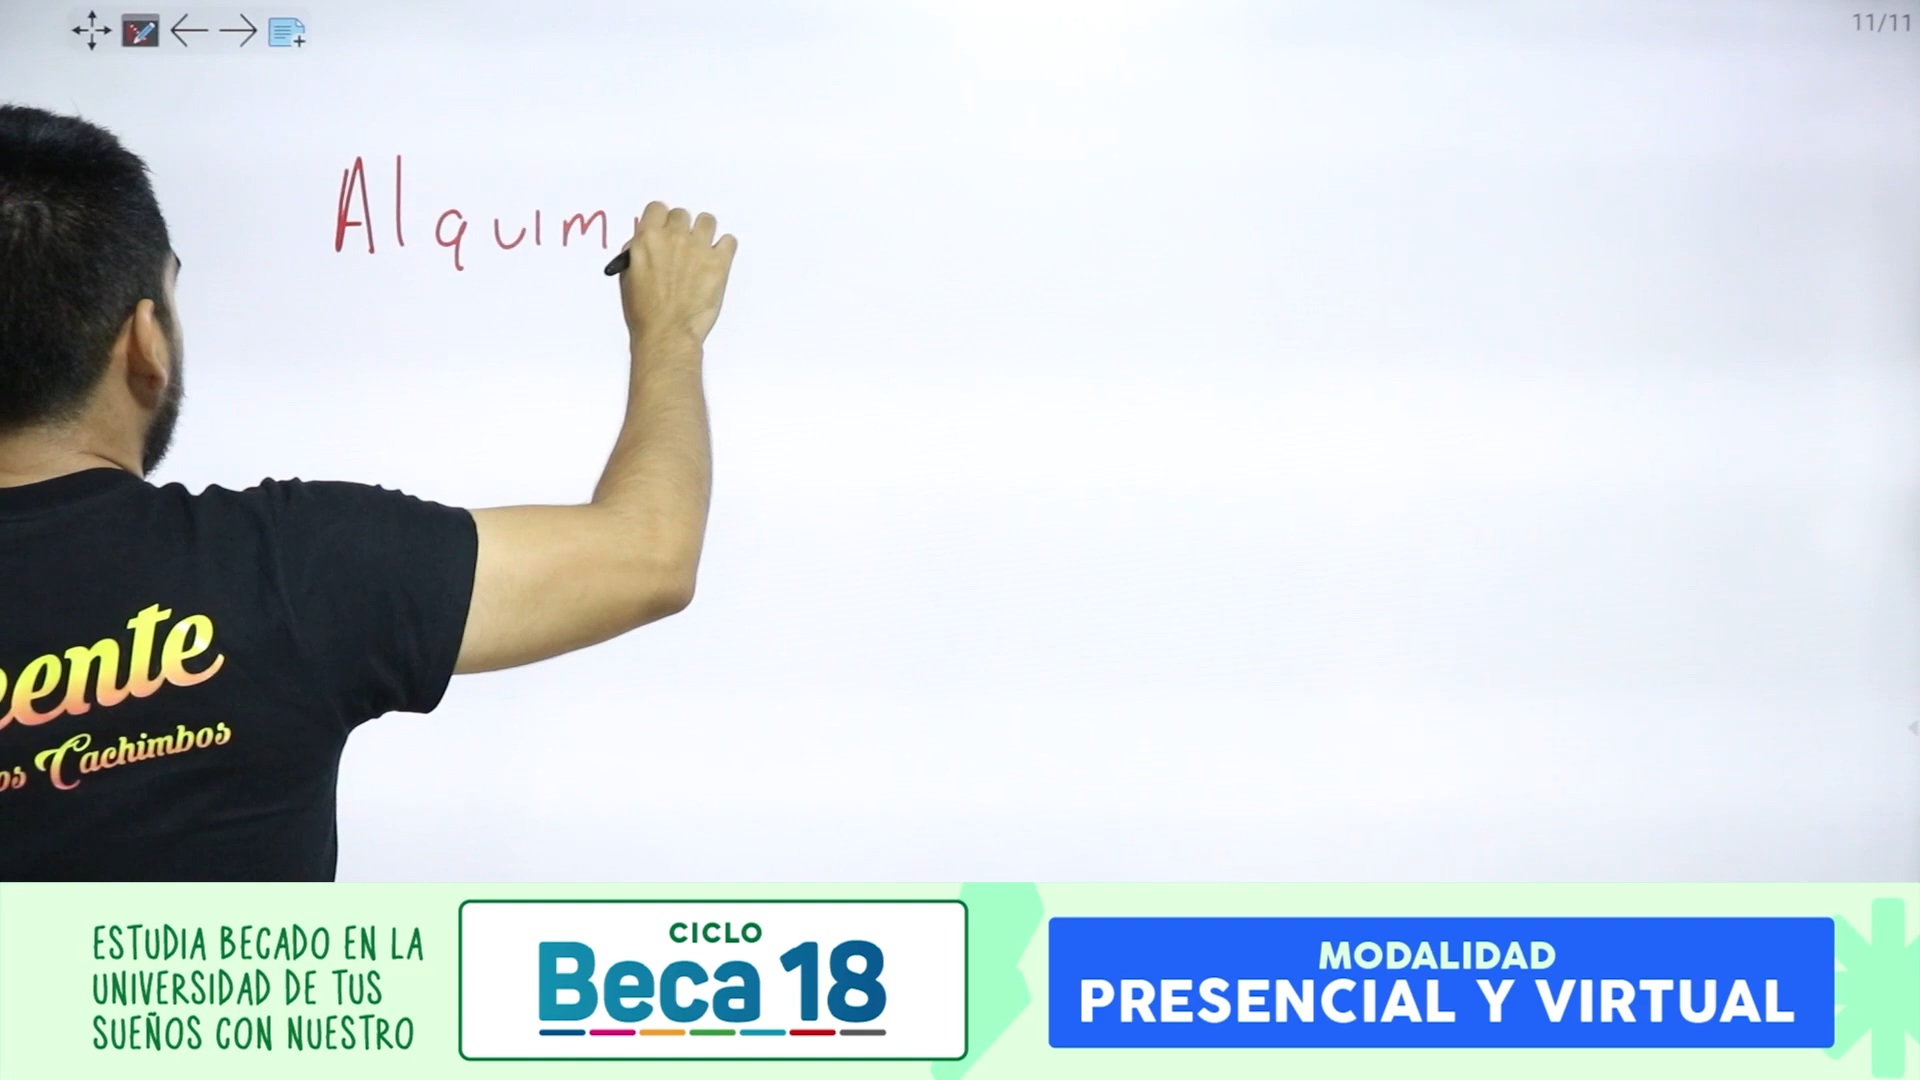 11/11
Alquim
Cachimbos
ESTUDIA BECADO EN LA
UNIVERSIDAD DE TUS
SUEÑOS CON NUESTRO
CICLO
Beca 18
MODALIDAD
PRESENCIAL Y VIRTUAL